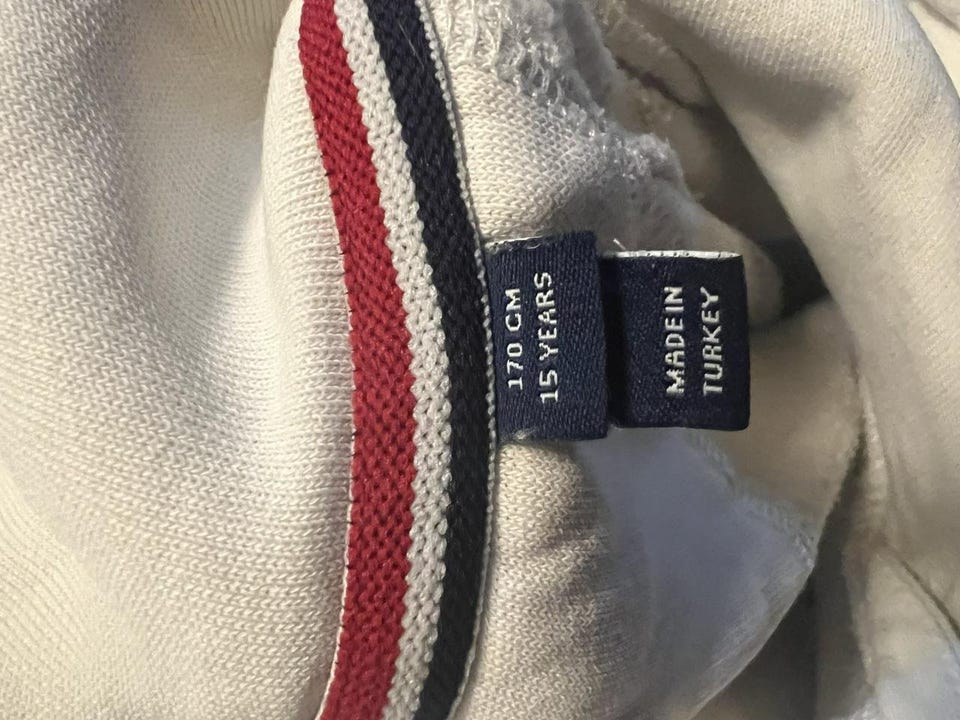 170 CM
15 YEARS
MADE IN
TURKEY